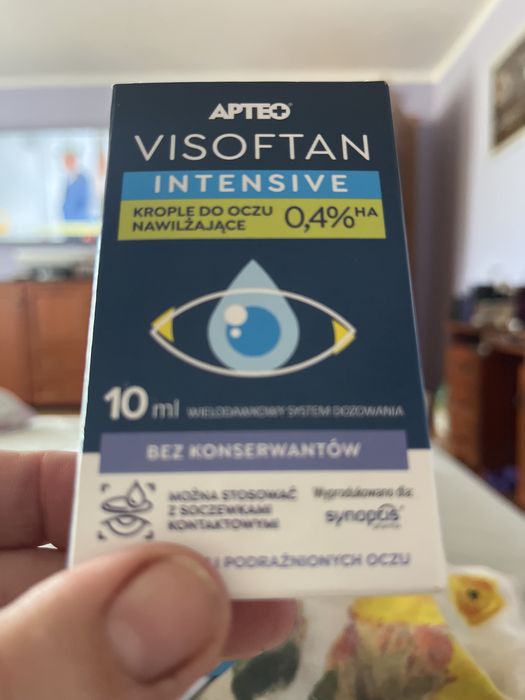 APTEO
VISOFTAN
INTENSIVE
KROPLE DO OCZU
NAWILŻAJĄCE
0,4% HA
10 ml WIELODAWKOWY SYSTEM DOZOWANIA
BEZ KONSERWANTÓW
MOŻNA STOSOWAĆ
Z SOCZEWKAMI
KONTAKTOWYMI
Wyprodukowano dla:
synoptis
I PODRAŻNIONYCH OCZU